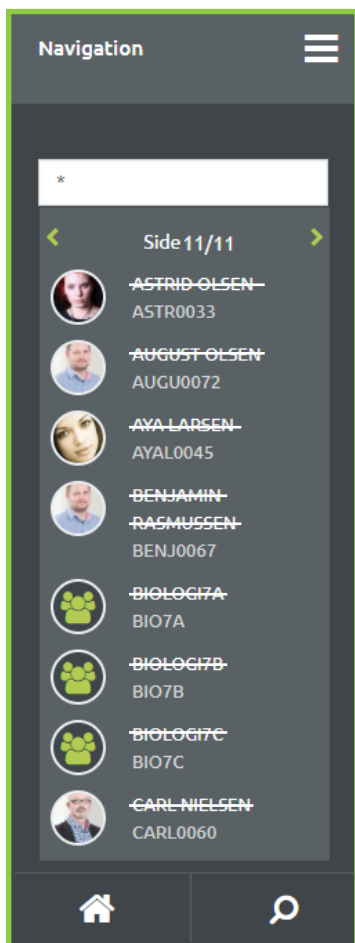 Navigation
*
Side 11/11
ASTRID OLSEN
ASTR0033
AUGUST OLSEN
AUGU0072
AYA LARSEN
AYAL0045
BENJAMIN
RASMUSSEN
BENJ0067
BIOLOGI7A
BIO7A
BIOLOGI7B
BIO7B
BIOLOGI7C
BIO7C
CARL NIELSEN
CARL0060